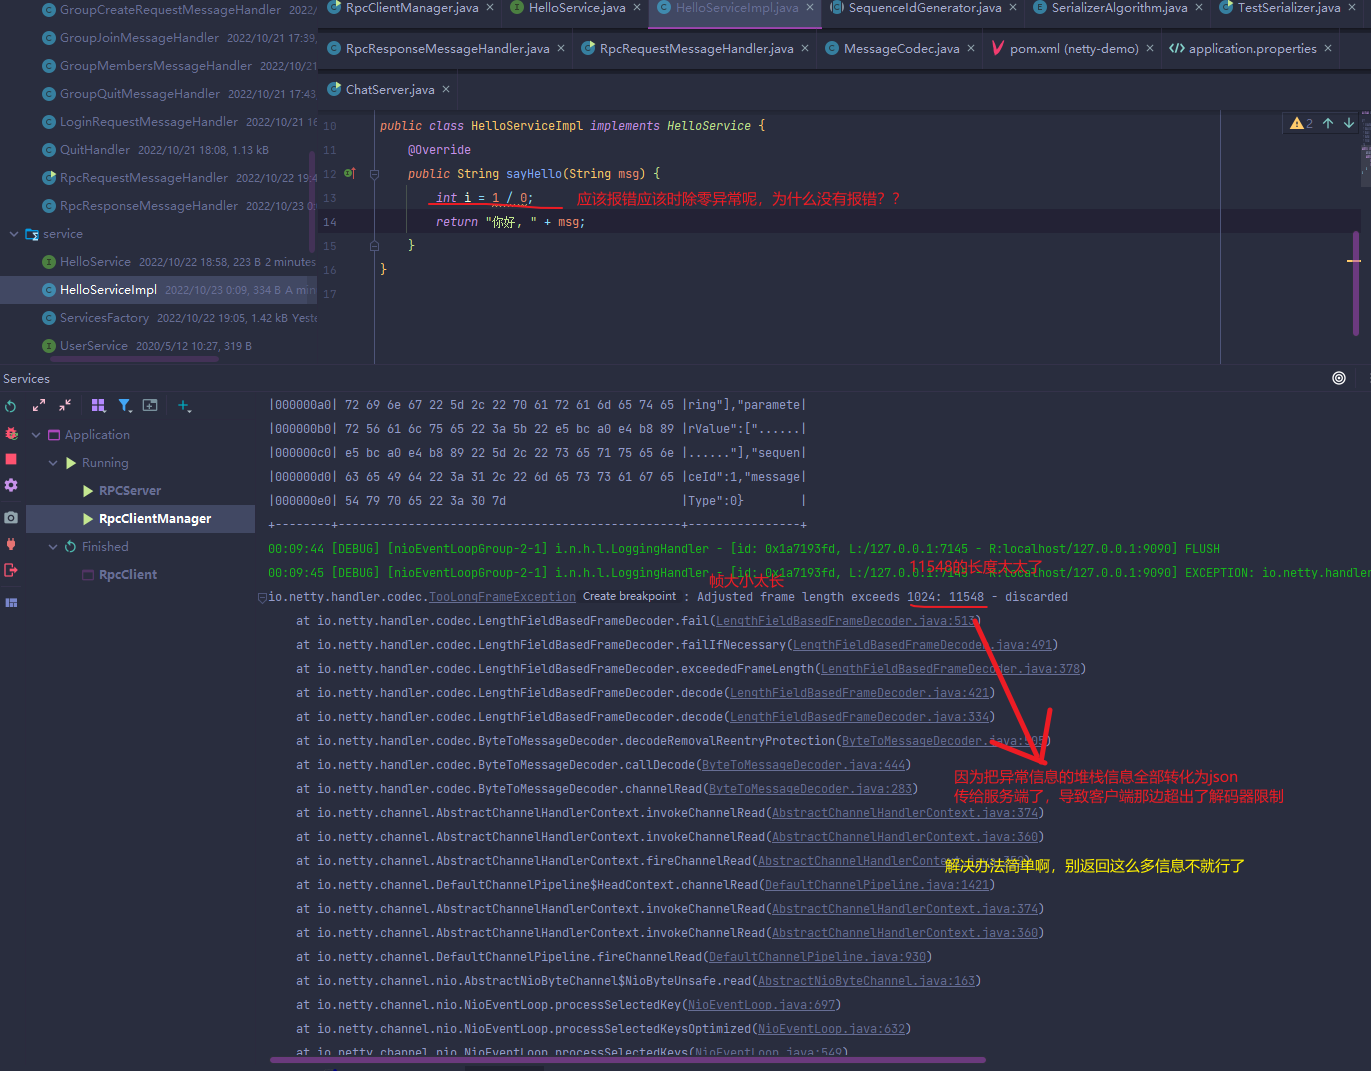 GroupCreateRequestMessageHandler 2022/
GroupJoinMessageHandler 2022/10/21 17:39,
GroupMembersMessageHandler 2022/10/21
GroupQuitMessageHandler 2022/10/21 17:43,
LoginRequestMessageHandler 2022/10/21 16
QuitHandler 2022/10/21 18:08, 1.13 kB
RpcRequestMessageHandler 2022/10/22 19:4
RpcResponseMessageHandler 2022/10/23 0:
service
HelloService 2022/10/22 18:58, 223 B 2 minutes
HelloServiceImpl 2022/10/23 0:09, 334 B A min
ServicesFactory 2022/10/22 19:05, 1.42 kB Yeste
UserService 2020/5/12 10:27, 319 B
RpcClientManager.java × HelloService.java × HelloServiceImpl.java × SequenceIdGenerator.java × SerializerAlgorithm.java × TestSerializer.java ×
RpcResponseMessageHandler.java × RpcRequestMessageHandler.java × MessageCodec.java × pom.xml (netty-demo) × application.properties ×
ChatServer.java ×
2
10 public class HelloServiceImpl implements HelloService {
11 @Override
12 public String sayHello(String msg) {
13 int i = 1 / 0; 应该报错应该时除零异常呢，为什么没有报错？？
14 return "你好, " + msg;
15 }
16 }
17
Services
Application
Running
RPCServer
RpcClientManager
Finished
RpcClient
|000000a0| 72 69 6e 67 22 5d 2c 22 70 61 72 61 6d 65 74 65 |ring"],"paramete|
|000000b0| 72 56 61 6c 75 65 22 3a 5b 22 e5 bc a0 e4 b8 89 |rValue":["......|
|000000c0| e5 bc a0 e4 b8 89 22 5d 2c 22 73 65 71 75 65 6e |......"],"sequen|
|000000d0| 63 65 49 64 22 3a 31 2c 22 6d 65 73 73 61 67 65 |ceId":1,"message|
|000000e0| 54 79 70 65 22 3a 30 7d |Type":0} |
+--------+-------------------------------------------------+----------------+
00:09:44 [DEBUG] [nioEventLoopGroup-2-1] i.n.h.l.LoggingHandler - [id: 0x1a7193fd, L:/127.0.0.1:7145 - R:localhost/127.0.0.1:9090] FLUSH
11548的长度太大了
00:09:45 [DEBUG] [nioEventLoopGroup-2-1] i.n.h.l.LoggingHandler - [id: 0x1a7193fd, L:/127.0.0.1:7145 - R:localhost/127.0.0.1:9090] EXCEPTION: io.netty.handler
帧大小太长
io.netty.handler.codec.TooLongFrameException Create breakpoint : Adjusted frame length exceeds 1024: 11548 - discarded
at io.netty.handler.codec.LengthFieldBasedFrameDecoder.fail(LengthFieldBasedFrameDecoder.java:513)
at io.netty.handler.codec.LengthFieldBasedFrameDecoder.failIfNecessary(LengthFieldBasedFrameDecoder.java:491)
at io.netty.handler.codec.LengthFieldBasedFrameDecoder.exceededFrameLength(LengthFieldBasedFrameDecoder.java:378)
at io.netty.handler.codec.LengthFieldBasedFrameDecoder.decode(LengthFieldBasedFrameDecoder.java:421)
at io.netty.handler.codec.LengthFieldBasedFrameDecoder.decode(LengthFieldBasedFrameDecoder.java:334)
at io.netty.handler.codec.ByteToMessageDecoder.decodeRemovalReentryProtection(ByteToMessageDecoder.java:505)
at io.netty.handler.codec.ByteToMessageDecoder.callDecode(ByteToMessageDecoder.java:444)
at io.netty.handler.codec.ByteToMessageDecoder.channelRead(ByteToMessageDecoder.java:283)
因为把异常信息的堆栈信息全部转化为json
传给服务端了，导致客户端那边超出了解码器限制
at io.netty.channel.AbstractChannelHandlerContext.invokeChannelRead(AbstractChannelHandlerContext.java:374)
at io.netty.channel.AbstractChannelHandlerContext.invokeChannelRead(AbstractChannelHandlerContext.java:360)
at io.netty.channel.AbstractChannelHandlerContext.fireChannelRead(AbstractChannelHandlerContext
解决办法简单啊，别返回这么多信息不就行了
at io.netty.channel.DefaultChannelPipeline$HeadContext.channelRead(DefaultChannelPipeline.java:1421)
at io.netty.channel.AbstractChannelHandlerContext.invokeChannelRead(AbstractChannelHandlerContext.java:374)
at io.netty.channel.AbstractChannelHandlerContext.invokeChannelRead(AbstractChannelHandlerContext.java:360)
at io.netty.channel.DefaultChannelPipeline.fireChannelRead(DefaultChannelPipeline.java:930)
at io.netty.channel.nio.AbstractNioByteChannel$NioByteUnsafe.read(AbstractNioByteChannel.java:163)
at io.netty.channel.nio.NioEventLoop.processSelectedKey(NioEventLoop.java:697)
at io.netty.channel.nio.NioEventLoop.processSelectedKeysOptimized(NioEventLoop.java:632)
at io.netty.channel.nio.NioEventLoop.processSelectedKeys(NioEventLoop.java:549)